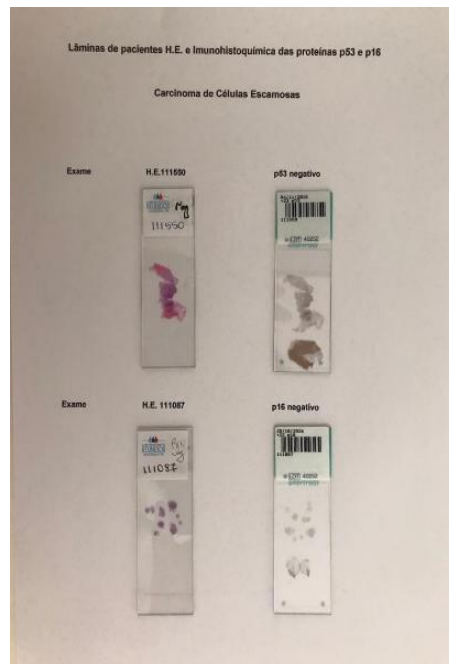 Lâminas de pacientes H.E. e Imunohistoquímica das proteínas p53 e p16
Carcinoma de Células Escamosas
Exame H.E.111550 p53 negativo
111550
Exame H.E. 111087 p16 negativo
111087